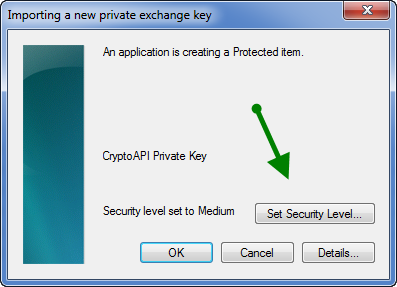 Importing a new private exchange key
An application is creating a Protected item.
CryptoAPI Private Key
Security level set to Medium
Set Security Level...
OK
Cancel
Details...